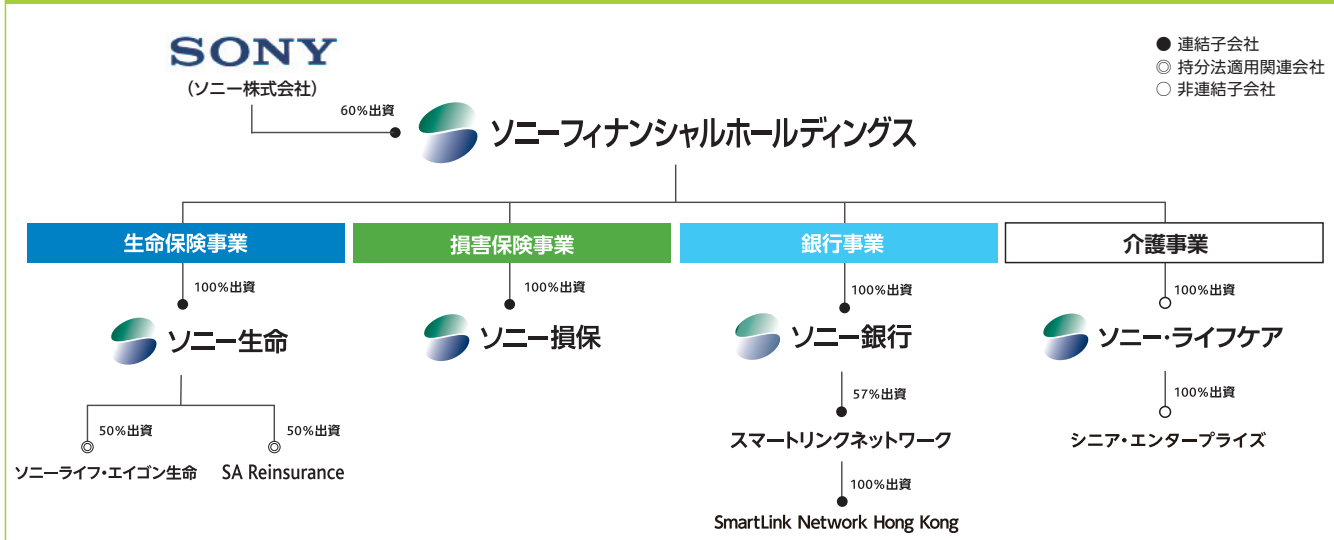 SONY
(ソニー株式会社)
● 連結子会社
◎ 持分法適用関連会社
○ 非連結子会社
60%出資
ソニーフィナンシャルホールディングス
生命保険事業
損害保険事業
銀行事業
介護事業
100%出資
100%出資
100%出資
100%出資
ソニー生命
ソニー損保
ソニー銀行
ソニー・ライフケア
50%出資
50%出資
57%出資
100%出資
ソニーライフ・エイゴン生命
SA Reinsurance
スマートリンクネットワーク
シニア・エンタープライズ
100%出資
SmartLink Network Hong Kong